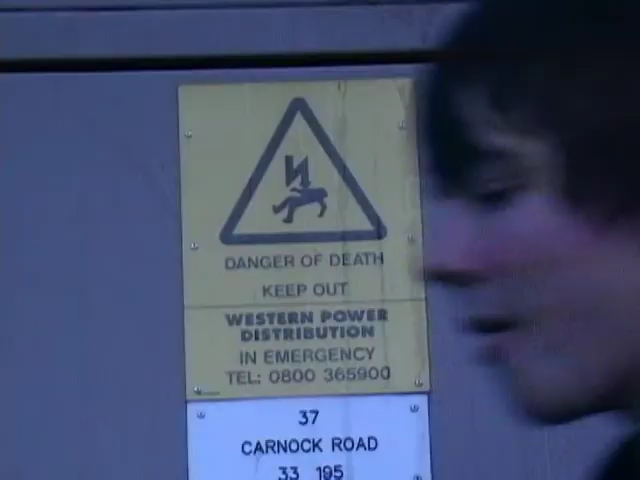 DANGER OF DEATH
KEEP OUT
WESTERN POWER
DISTRIBUTION
IN EMERGENCY
TEL: 0800 365900
37
CARNOCK ROAD
33 195